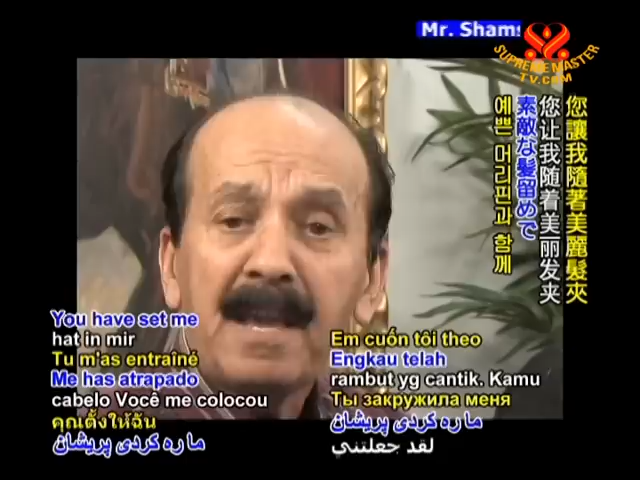 Mr. Shams
SUPREME MASTER
TV.COM
您讓我隨著美麗髮夾
您让我随着美丽发夹
素敵な髪留めで
예쁜 머리핀과 함께
You have set me
hat in mir
Tu m'as entraîné
Me has atrapado
cabelo Você me colocou
คุณตั้งให้ฉัน
ما ره کردی پریشان
Em cuốn tôi theo
Engkau telah
rambut yg cantik. Kamu
Ты закружила меня
ما ره کردی پریشان
لقد جعلتني